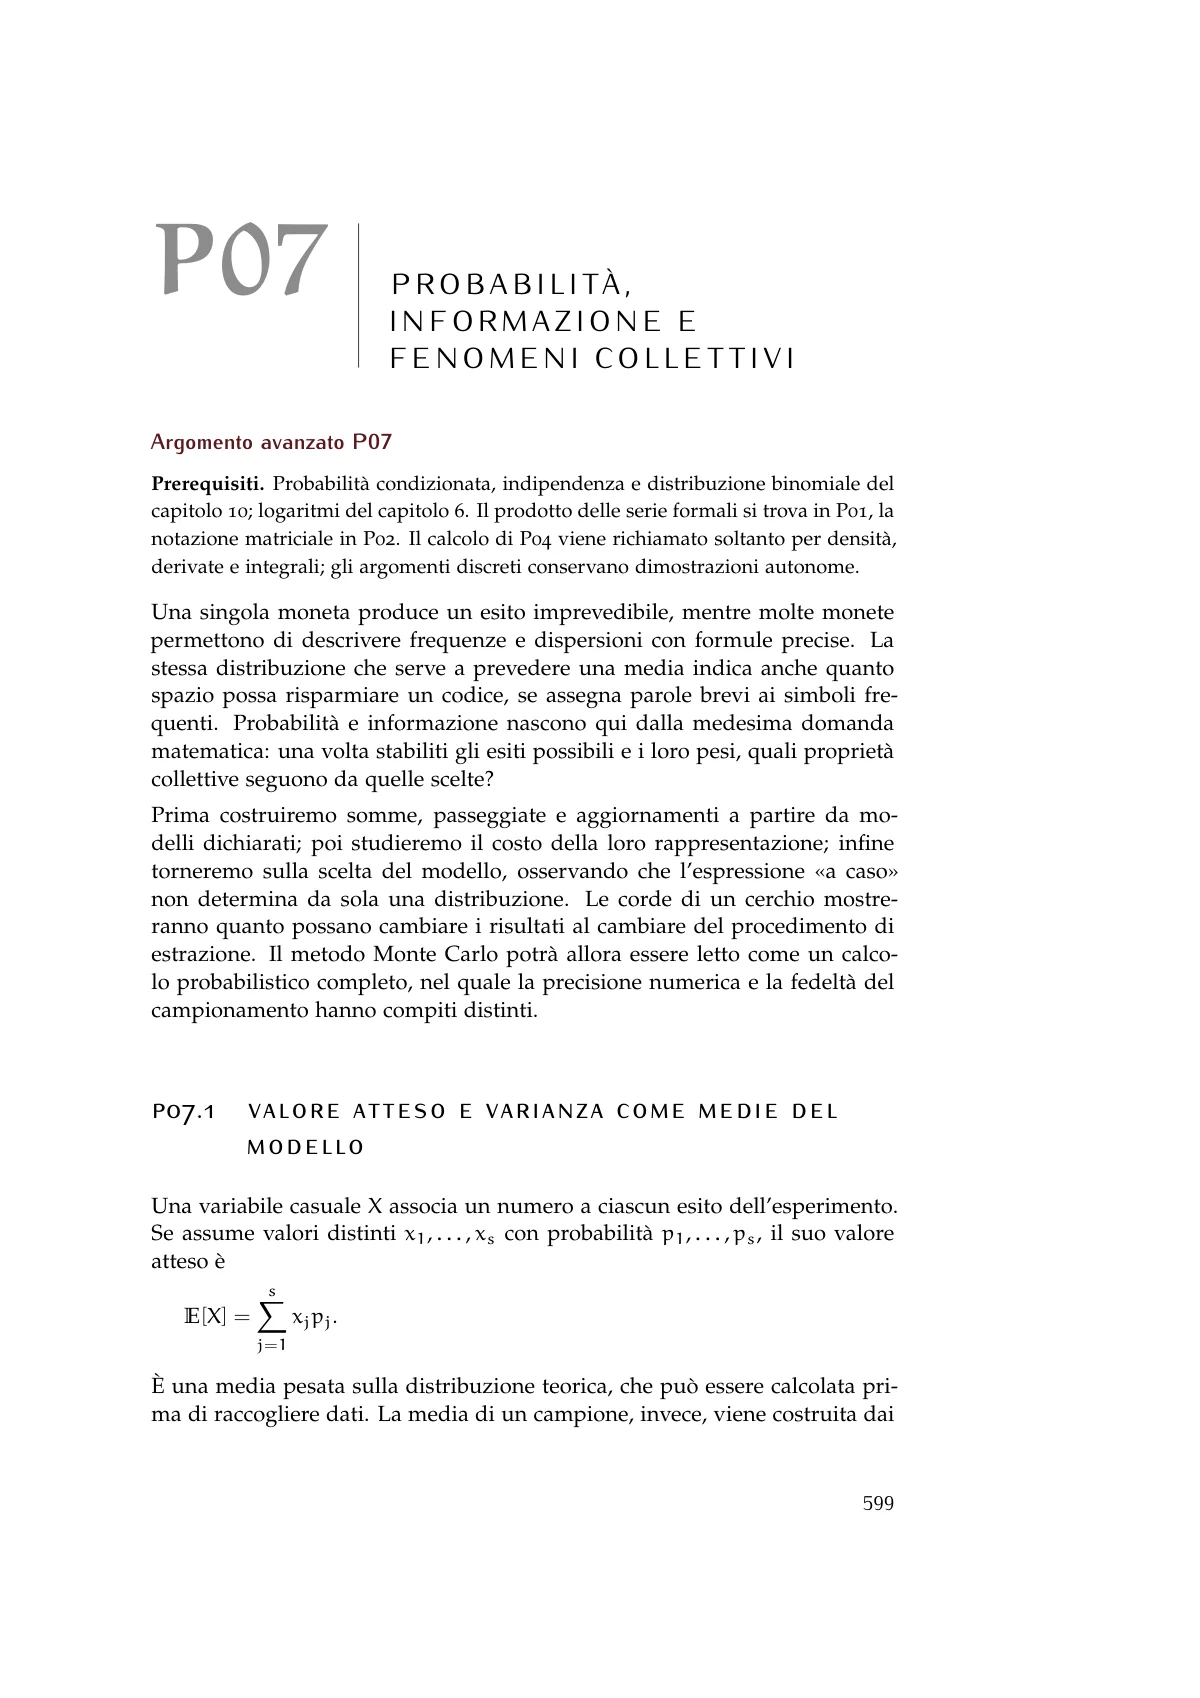 P07
PROBABILITÀ,
INFORMAZIONE E
FENOMENI COLLETTIVI
Argomento avanzato P07
Prerequisiti. Probabilità condizionata, indipendenza e distribuzione binomiale del
capitolo 10; logaritmi del capitolo 6. Il prodotto delle serie formali si trova in P01, la
notazione matriciale in P02. Il calcolo di P04 viene richiamato soltanto per densità,
derivate e integrali; gli argomenti discreti conservano dimostrazioni autonome.
Una singola moneta produce un esito imprevedibile, mentre molte monete
permettono di descrivere frequenze e dispersioni con formule precise. La
stessa distribuzione che serve a prevedere una media indica anche quanto
spazio possa risparmiare un codice, se assegna parole brevi ai simboli fre-
quenti. Probabilità e informazione nascono qui dalla medesima domanda
matematica: una volta stabiliti gli esiti possibili e i loro pesi, quali proprietà
collettive seguono da quelle scelte?
Prima costruiremo somme, passeggiate e aggiornamenti a partire da mo-
delli dichiarati; poi studieremo il costo della loro rappresentazione; infine
torneremo sulla scelta del modello, osservando che l'espressione «a caso»
non determina da sola una distribuzione. Le corde di un cerchio mostre-
ranno quanto possano cambiare i risultati al cambiare del procedimento di
estrazione. Il metodo Monte Carlo potrà allora essere letto come un calco-
lo probabilistico completo, nel quale la precisione numerica e la fedeltà del
campionamento hanno compiti distinti.
P07.1 VALORE ATTESO E VARIANZA COME MEDIE DEL
MODELLO
Una variabile casuale X associa un numero a ciascun esito dell'esperimento.
Se assume valori distinti x₁, . . . , xₛ con probabilità p₁, . . . , pₛ, il suo valore
atteso è
𝔼[X] = ∑_{j=1}^{s} x_j p_j.
È una media pesata sulla distribuzione teorica, che può essere calcolata pri-
ma di raccogliere dati. La media di un campione, invece, viene costruita dai
599